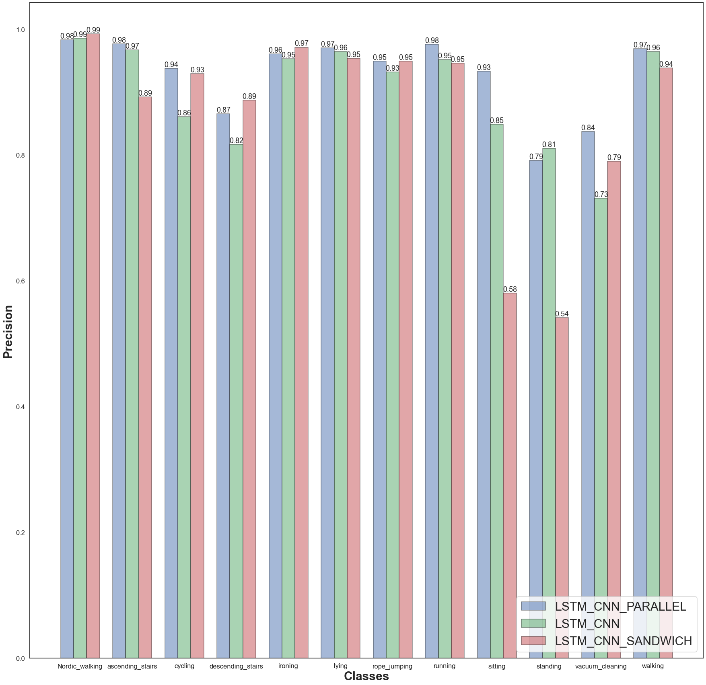 1.0
0.8
0.6
0.4
0.2
0.0
Precision
0.98 0.99 0.99
0.98 0.97 0.89
0.94 0.86 0.93
0.87 0.82 0.89
0.96 0.95 0.97
0.97 0.96 0.95
0.95 0.93 0.95
0.98 0.95 0.95
0.93 0.85 0.58
0.79 0.81 0.54
0.84 0.73 0.79
0.97 0.96 0.94
LSTM_CNN_PARALLEL
LSTM_CNN
LSTM_CNN_SANDWICH
Nordic_walking ascending_stairs cycling descending_stairs ironing lying rope_jumping running sitting standing vacuum_cleaning walking
Classes